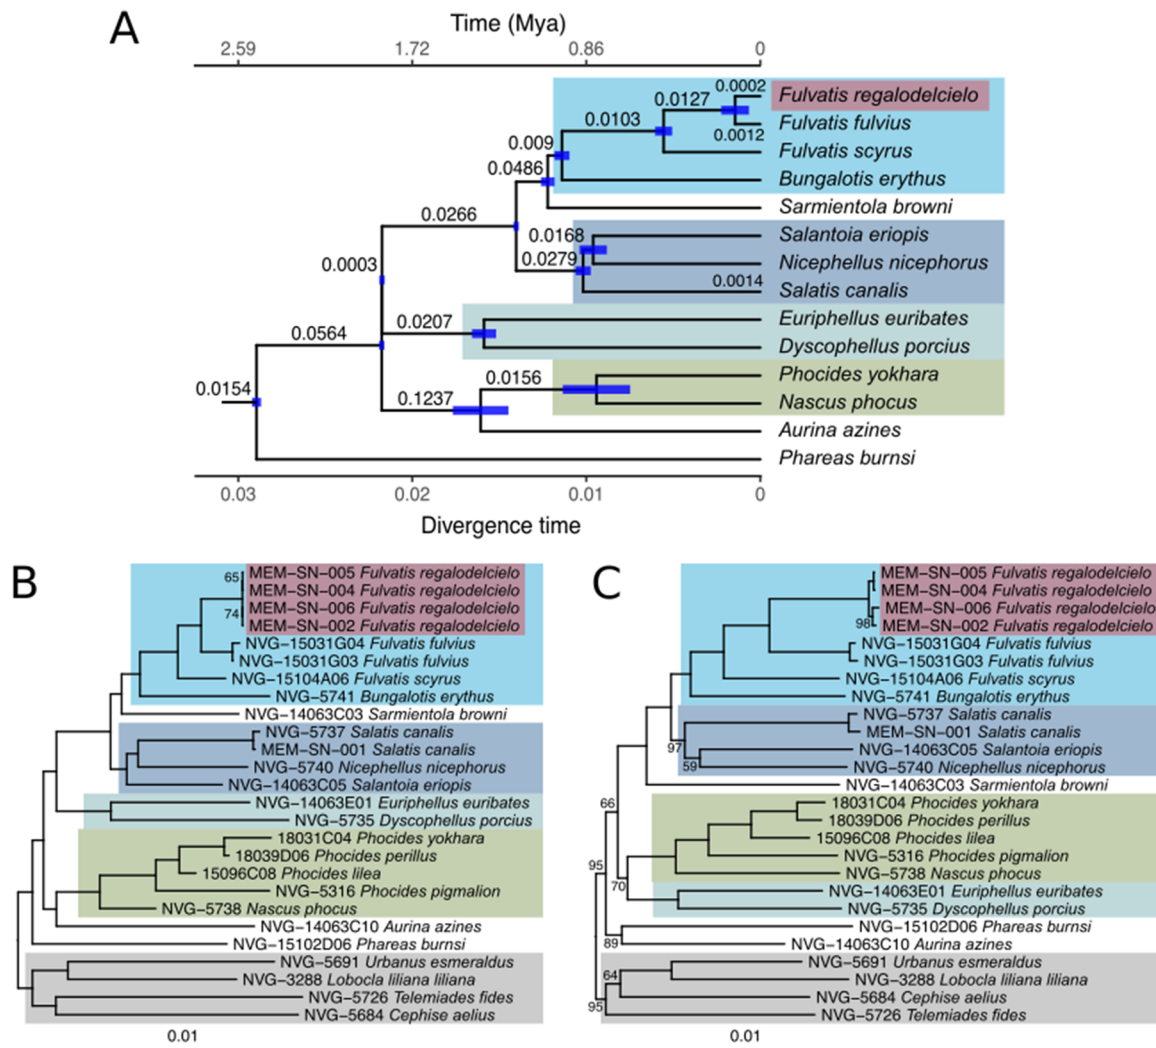 A
Time (Mya)
2.59 1.72 0.86 0
0.0002
0.0127 Fulvatis regalodelcielo
0.0103 Fulvatis fulvius
0.0012
0.009 Fulvatis scyrus
0.0486 Bungalotis erythus
Sarmientola browni
0.0266
0.0168 Salantoia eriopis
0.0279 Nicephellus nicephorus
0.0003
0.0014 Salatis canalis
0.0207 Euriphellus euribates
0.0564 Dyscophellus porcius
0.0156 Phocides yokhara
0.0154 0.1237 Nascus phocus
Aurina azines
Phareas burnsi
0.03 0.02 0.01 0
Divergence time
B
65 MEM-SN-005 Fulvatis regalodelcielo
MEM-SN-004 Fulvatis regalodelcielo
74 MEM-SN-006 Fulvatis regalodelcielo
MEM-SN-002 Fulvatis regalodelcielo
NVG-15031G04 Fulvatis fulvius
NVG-15031G03 Fulvatis fulvius
NVG-15104A06 Fulvatis scyrus
NVG-5741 Bungalotis erythus
NVG-14063C03 Sarmientola browni
NVG-5737 Salatis canalis
MEM-SN-001 Salatis canalis
NVG-5740 Nicephellus nicephorus
NVG-14063C05 Salantoia eriopis
NVG-14063E01 Euriphellus euribates
NVG-5735 Dyscophellus porcius
18031C04 Phocides yokhara
18039D06 Phocides perillus
15096C08 Phocides lilea
NVG-5316 Phocides pigmalion
NVG-5738 Nascus phocus
NVG-14063C10 Aurina azines
NVG-15102D06 Phareas burnsi
NVG-5691 Urbanus esmeraldus
NVG-3288 Lobocla liliana liliana
NVG-5726 Telemiades fides
NVG-5684 Cephise aelius
0.01
C
MEM-SN-005 Fulvatis regalodelcielo
MEM-SN-004 Fulvatis regalodelcielo
MEM-SN-006 Fulvatis regalodelcielo
98 MEM-SN-002 Fulvatis regalodelcielo
NVG-15031G04 Fulvatis fulvius
NVG-15031G03 Fulvatis fulvius
NVG-15104A06 Fulvatis scyrus
NVG-5741 Bungalotis erythus
NVG-5737 Salatis canalis
MEM-SN-001 Salatis canalis
97 NVG-14063C05 Salantoia eriopis
59 NVG-5740 Nicephellus nicephorus
NVG-14063C03 Sarmientola browni
66 18031C04 Phocides yokhara
18039D06 Phocides perillus
15096C08 Phocides lilea
NVG-5316 Phocides pigmalion
95 NVG-5738 Nascus phocus
70 NVG-14063E01 Euriphellus euribates
NVG-5735 Dyscophellus porcius
NVG-15102D06 Phareas burnsi
89 NVG-14063C10 Aurina azines
NVG-5691 Urbanus esmeraldus
64 NVG-3288 Lobocla liliana liliana
NVG-5684 Cephise aelius
95 NVG-5726 Telemiades fides
0.01